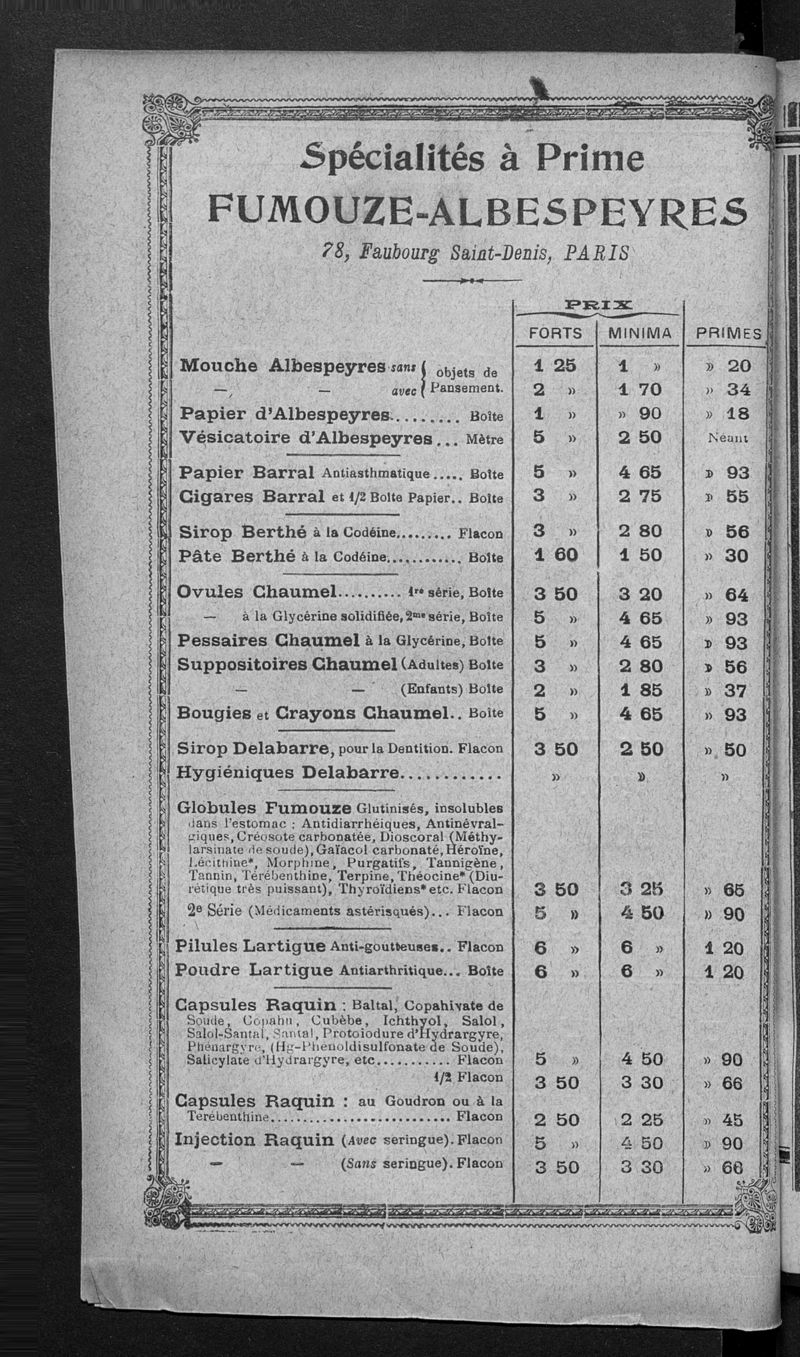 Spécialités à Prime
FUMOUZE-ALBESPEYRES
78, Faubourg Saint-Denis, PARIS
PRIX
FORTS MINIMA PRIMES
Mouche Albespeyres sans { objets de 1 25 1 » » 20
— — avec { Pansement. 2 » 1 70 » 34
Papier d'Albespeyres.......... Boîte 1 » » 90 » 18
Vésicatoire d'Albespeyres... Mètre 5 » 2 50 Néant
Papier Barral Antiasthmatique..... Boîte 5 » 4 65 » 93
Cigares Barral et 1/2 Boîte Papier.. Boîte 3 » 2 75 » 55
Sirop Berthé à la Codéine......... Flacon 3 » 2 80 » 56
Pâte Berthé à la Codéine............ Boîte 1 60 1 50 » 30
Ovules Chaumel.......... 1re série, Boîte 3 50 3 20 » 64
— à la Glycérine solidifiée, 2me série, Boîte 5 » 4 65 » 93
Pessaires Chaumel à la Glycérine, Boîte 5 » 4 65 » 93
Suppositoires Chaumel (Adultes) Boîte 3 » 2 80 » 56
— — (Enfants) Boîte 2 » 1 85 » 37
Bougies et Crayons Chaumel.. Boîte 5 » 4 65 » 93
Sirop Delabarre, pour la Dentition. Flacon 3 50 2 50 » 50
Hygiéniques Delabarre............ » » »
Globules Fumouze Glutinisés, insolubles
dans l'estomac : Antidiarrhéiques, Antinévral-
giques, Créosote carbonatée, Dioscoral (Méthy-
larsinate de soude), Gaïacol carbonaté, Héroïne,
Lécithine*, Morphine, Purgatifs, Tannigène,
Tannin, Térébenthine, Terpine, Théocine* (Diu-
rétique très puissant), Thyroïdiens* etc. Flacon 3 50 3 25 » 65
2e Série (Médicaments astérisqués)... Flacon 5 » 4 50 » 90
Pilules Lartigue Anti-goutteuses.. Flacon 6 » 6 » 1 20
Poudre Lartigue Antiarthritique... Boîte 6 » 6 » 1 20
Capsules Raquin : Baltal, Copahivate de
Soude, Copahu, Cubèbe, Ichthyol, Salol,
Salol-Santal, Santal, Protoiodure d'Hydrargyre,
Phénargyre, (Hg-Phénoldisulfonate de Soude),
Salicylate d'Hydrargyre, etc........... Flacon 5 » 4 50 » 90
1/2 Flacon 3 50 3 30 » 66
Capsules Raquin : au Goudron ou à la
Térébenthine........................... Flacon 2 50 2 25 » 45
Injection Raquin (Avec seringue). Flacon 5 » 4 50 » 90
— — (Sans seringue). Flacon 3 50 3 30 » 66